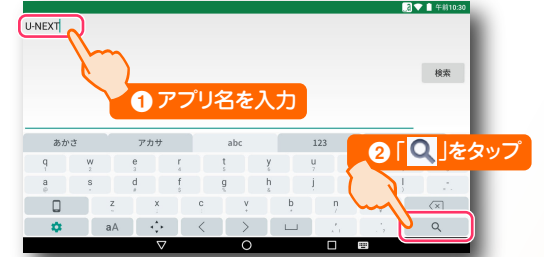 3 午前10:30
U-NEXT
検索
1 アプリ名を入力
あかさ アカサ abc 123
2 「🔍」をタップ
q w e r t y u
a s d f g h j l
z x c v b n
aA